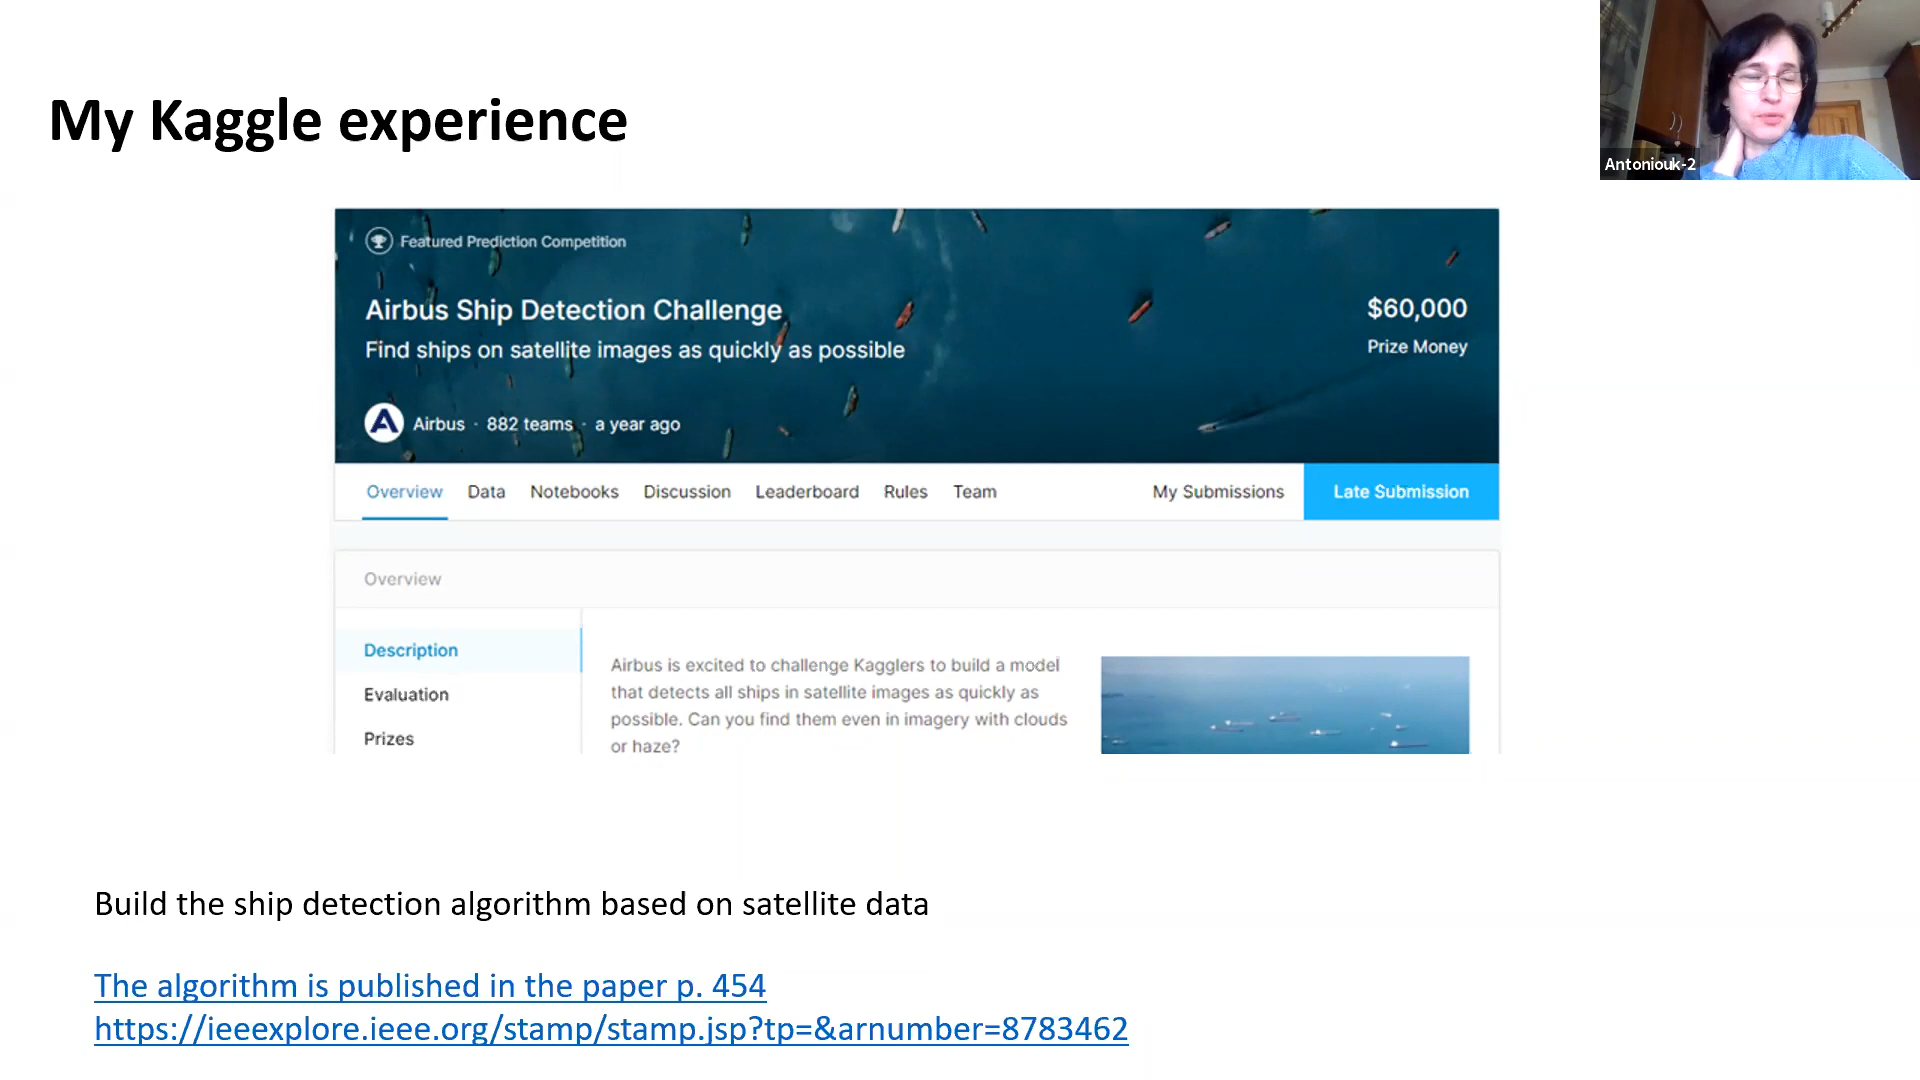 My Kaggle experience
Antoniouk-2
Featured Prediction Competition
Airbus Ship Detection Challenge
$60,000
Find ships on satellite images as quickly as possible
Prize Money
Airbus · 882 teams · a year ago
Overview Data Notebooks Discussion Leaderboard Rules Team My Submissions Late Submission
Overview
Description
Evaluation
Prizes
Airbus is excited to challenge Kagglers to build a model
that detects all ships in satellite images as quickly as
possible. Can you find them even in imagery with clouds
or haze?
Build the ship detection algorithm based on satellite data
The algorithm is published in the paper p. 454
https://ieeexplore.ieee.org/stamp/stamp.jsp?tp=&arnumber=8783462